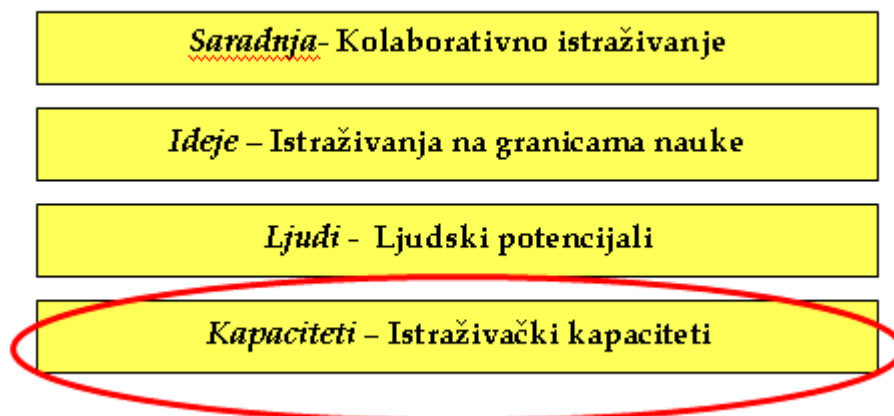 Saradnja- Kolaborativno istraživanje
Ideje – Istraživanja na granicama nauke
Ljudi - Ljudski potencijali
Kapaciteti – Istraživački kapaciteti